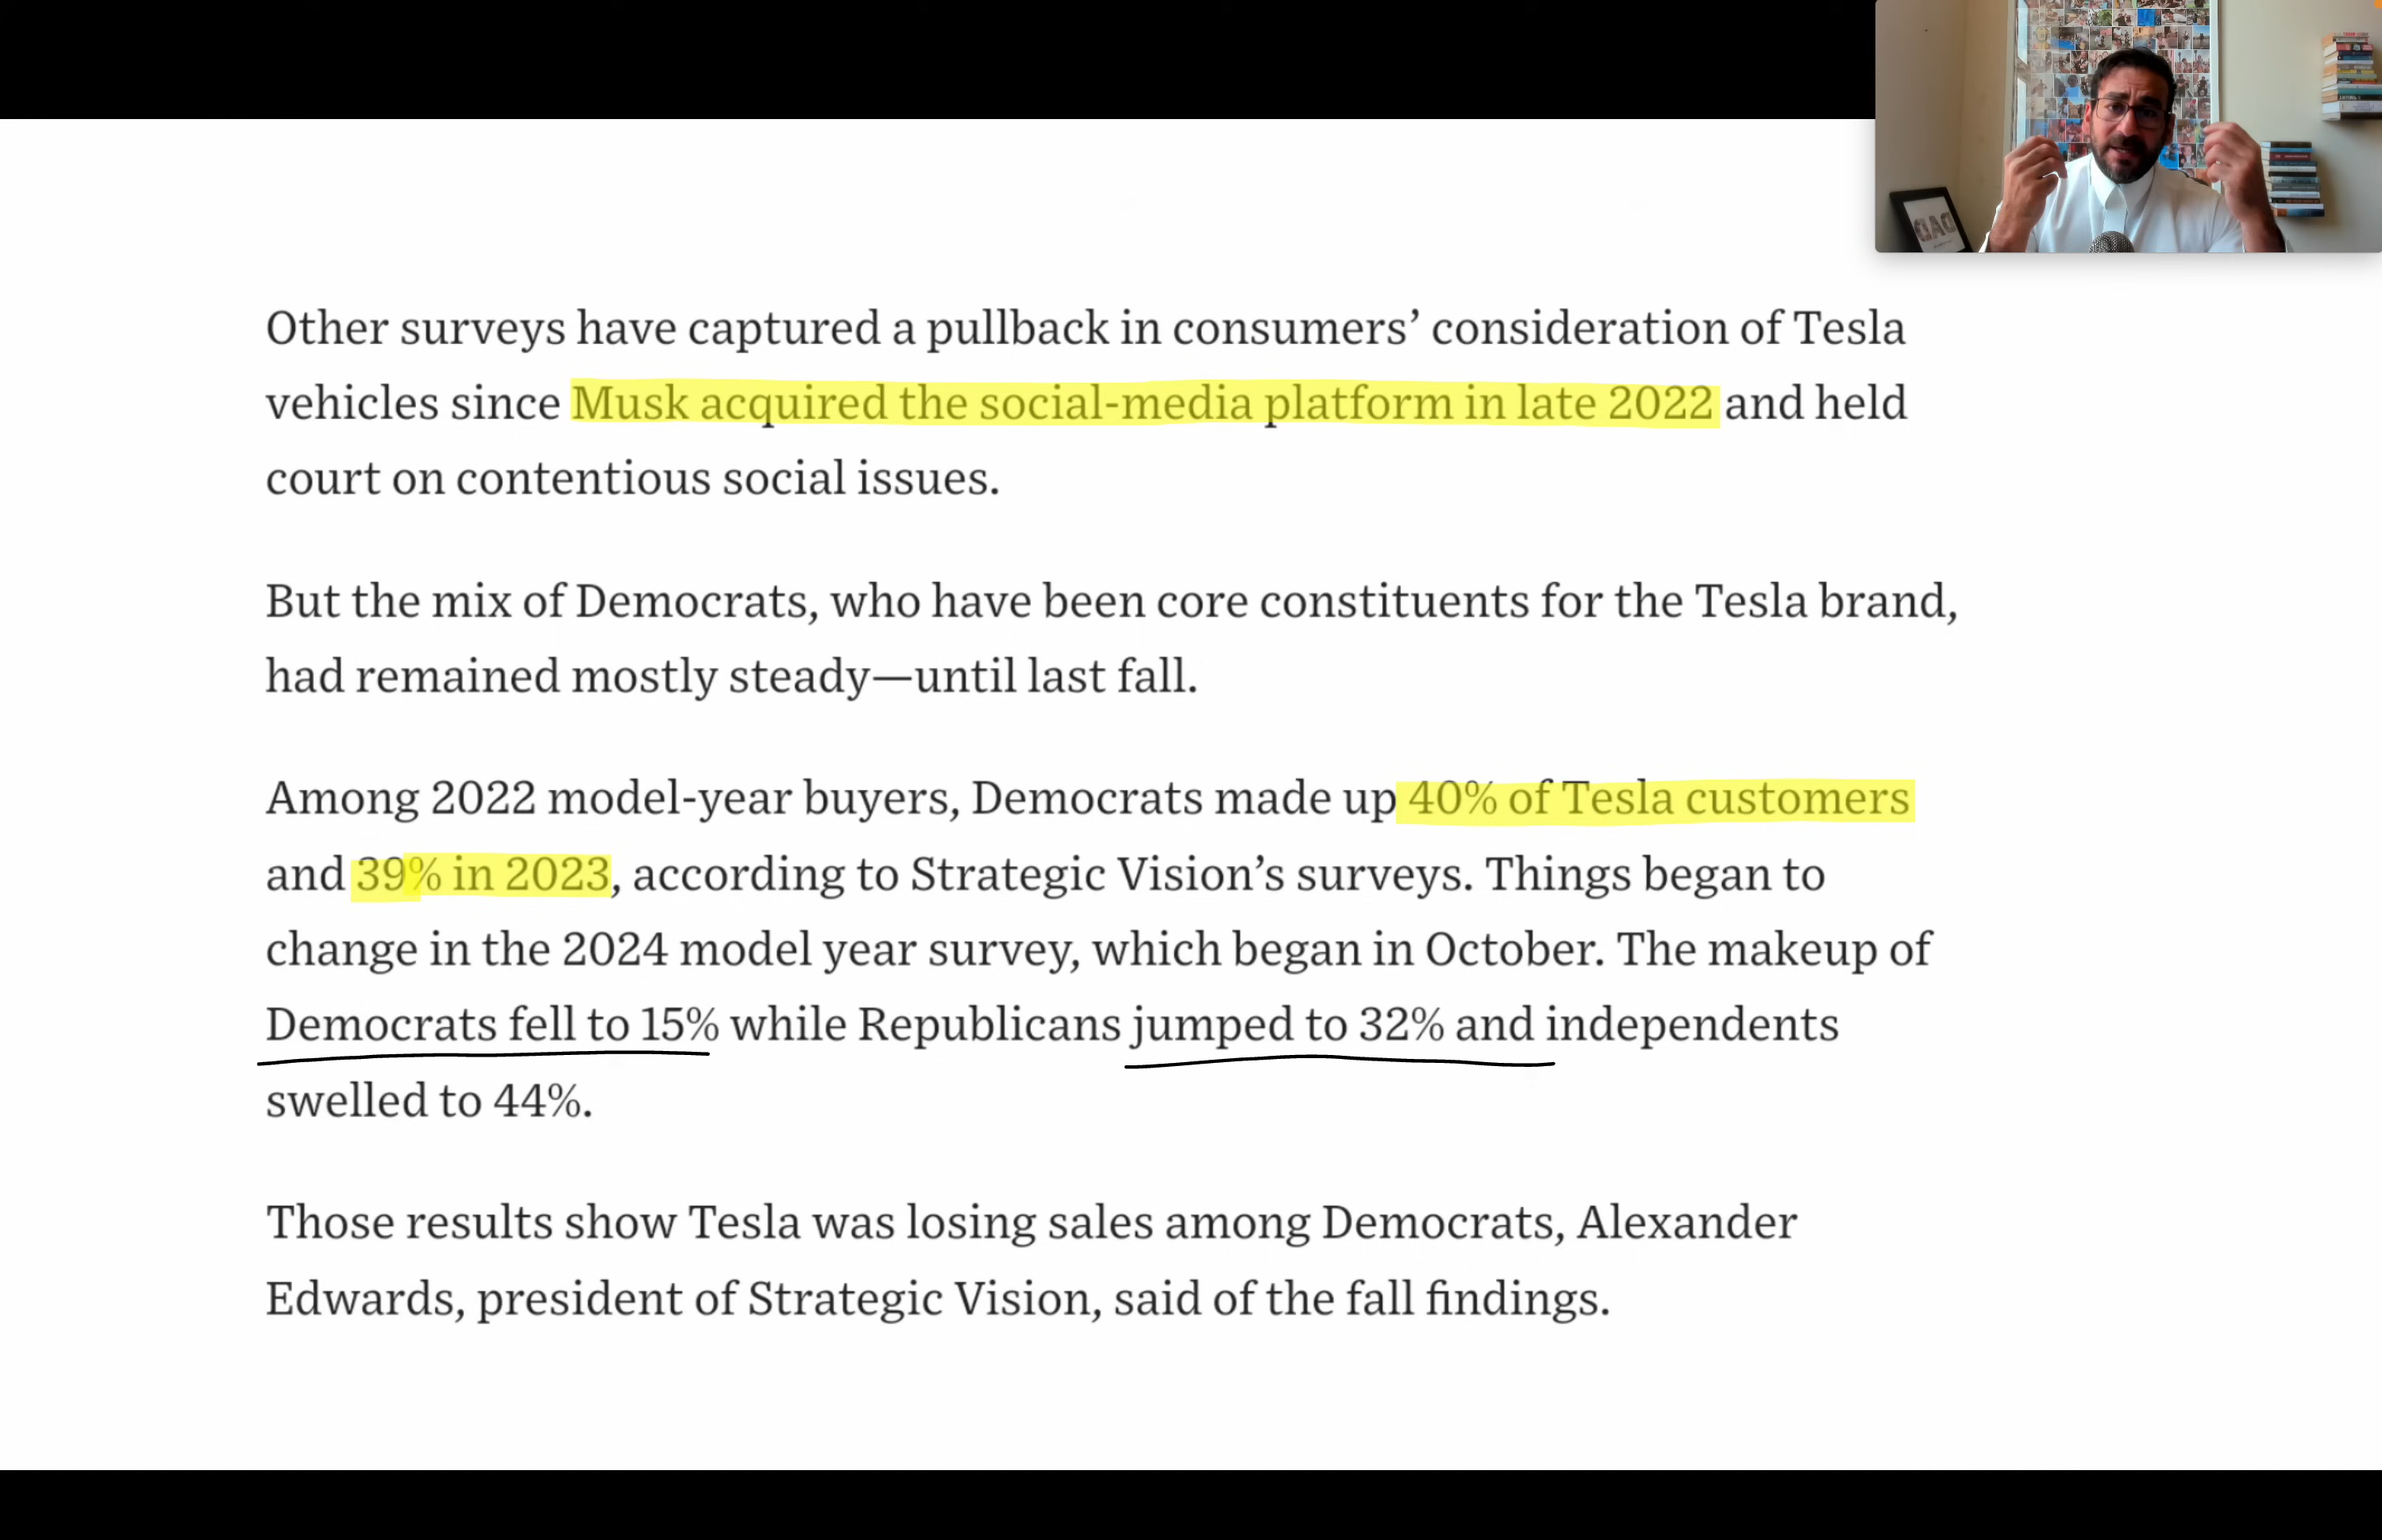 Other surveys have captured a pullback in consumers’ consideration of Tesla
vehicles since Musk acquired the social-media platform in late 2022 and held
court on contentious social issues.
But the mix of Democrats, who have been core constituents for the Tesla brand,
had remained mostly steady—until last fall.
Among 2022 model-year buyers, Democrats made up 40% of Tesla customers
and 39% in 2023, according to Strategic Vision’s surveys. Things began to
change in the 2024 model year survey, which began in October. The makeup of
Democrats fell to 15% while Republicans jumped to 32% and independents
swelled to 44%.
Those results show Tesla was losing sales among Democrats, Alexander
Edwards, president of Strategic Vision, said of the fall findings.
DAD